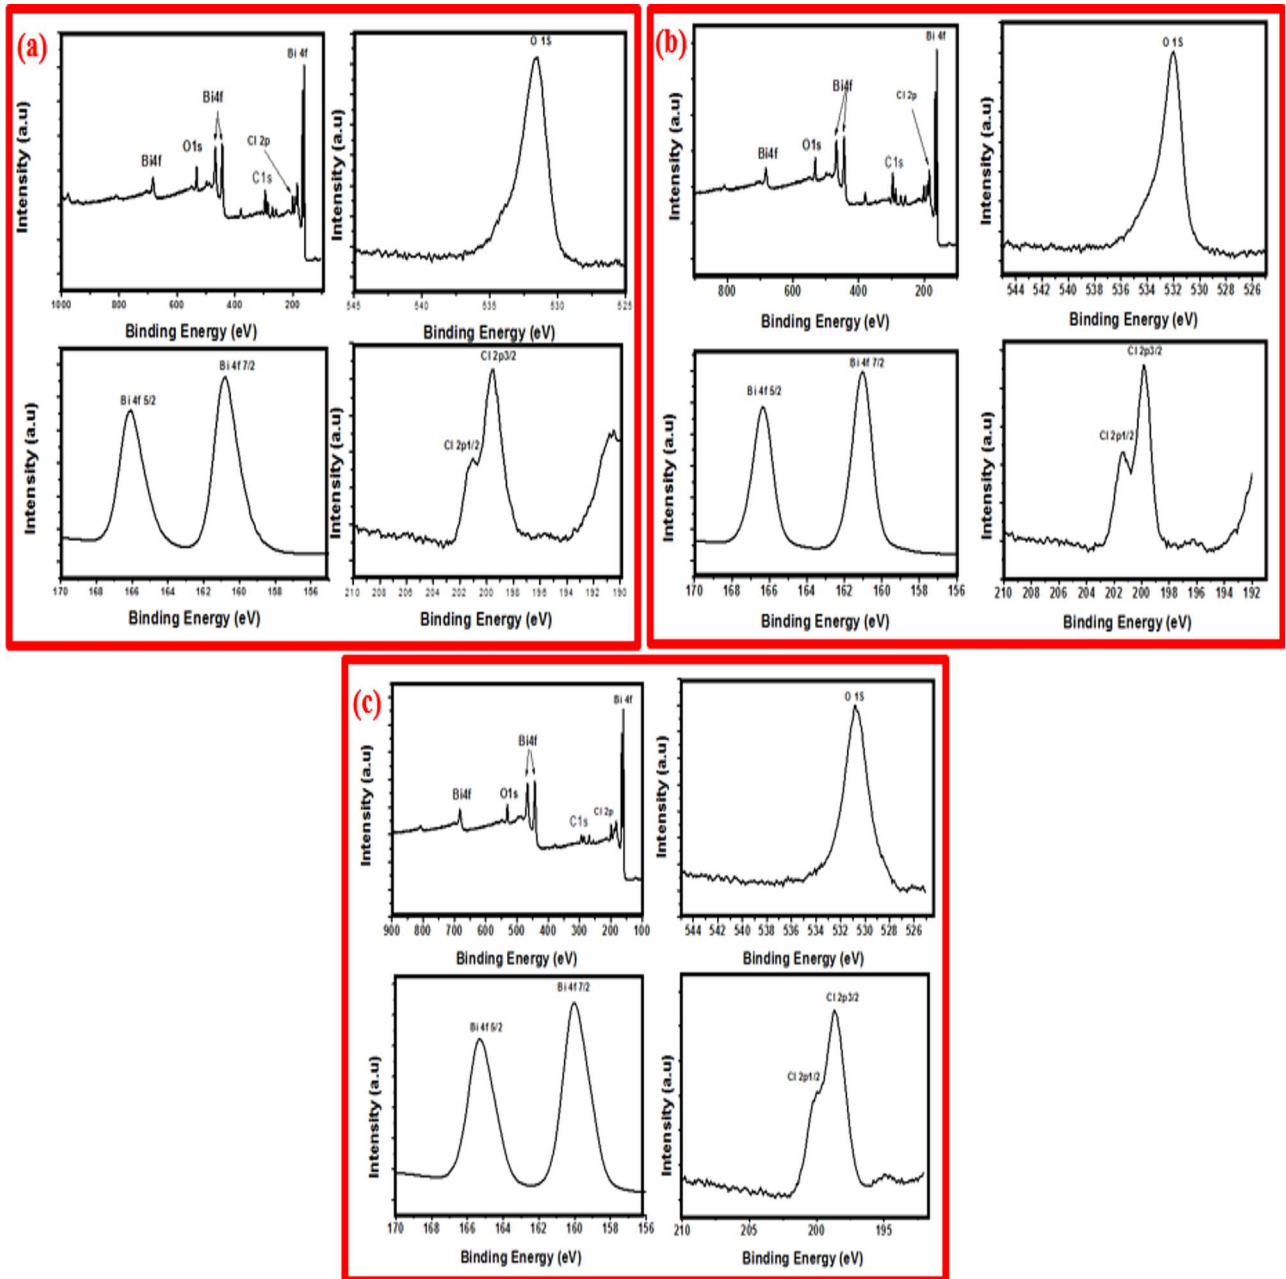 (a)
Bi 4f
Bi4f
Cl 2p
O1s
Bi4f
C1s
Intensity (a.u)
1000 800 600 400 200
Binding Energy (eV)
O 1S
Intensity (a.u)
545 540 535 530 525
Binding Energy (eV)
Bi 4f 7/2
Bi 4f 5/2
Intensity (a.u)
170 168 166 164 162 160 158 156 154
Binding Energy (eV)
Cl 2p3/2
Cl 2p1/2
Intensity (a.u)
210 208 206 204 202 200 198 196 194 192 190
Binding Energy (eV)
(b)
Bi 4f
Bi4f
Cl 2p
O1s
Bi4f
C1s
Intensity (a.u)
800 600 400 200
Binding Energy (eV)
O 1S
Intensity (a.u)
544 542 540 538 536 534 532 530 528 526
Binding Energy (eV)
Bi 4f 7/2
Bi 4f 5/2
Intensity (a.u)
170 168 166 164 162 160 158 156
Binding Energy (eV)
Cl 2p3/2
Cl 2p1/2
Intensity (a.u)
210 208 206 204 202 200 198 196 194 192
Binding Energy (eV)
(c)
Bi 4f
Bi4f
Bi4f
O1s
Cl 2p
C1s
Intensity (a.u)
900 800 700 600 500 400 300 200 100
Binding Energy (eV)
O 1S
Intensity (a.u)
544 542 540 538 536 534 532 530 528 526
Binding Energy (eV)
Bi 4f 7/2
Bi 4f 5/2
Intensity (a.u)
170 168 166 164 162 160 158 156
Binding Energy (eV)
Cl 2p3/2
Cl 2p1/2
Intensity (a.u)
210 205 200 195
Binding Energy (eV)